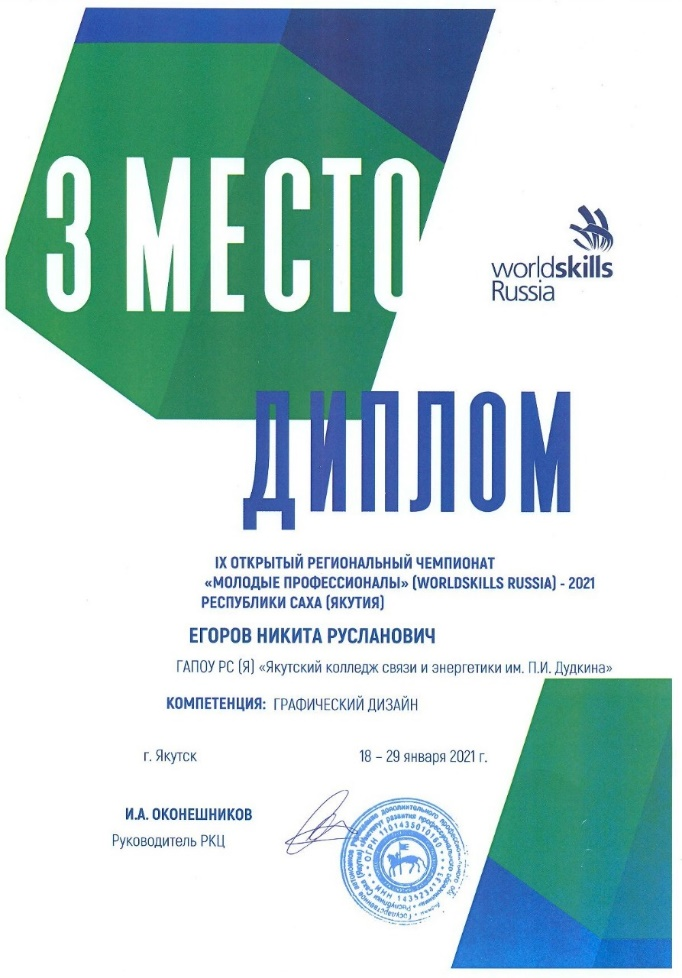 3 МЕСТО
worldskills
Russia
ДИПЛОМ
IX ОТКРЫТЫЙ РЕГИОНАЛЬНЫЙ ЧЕМПИОНАТ
«МОЛОДЫЕ ПРОФЕССИОНАЛЫ» (WORLDSKILLS RUSSIA) - 2021
РЕСПУБЛИКИ САХА (ЯКУТИЯ)
ЕГОРОВ НИКИТА РУСЛАНОВИЧ
ГАПОУ РС (Я) «Якутский колледж связи и энергетики им. П.И. Дудкина»
КОМПЕТЕНЦИЯ: ГРАФИЧЕСКИЙ ДИЗАЙН
г. Якутск 18 – 29 января 2021 г.
И.А. ОКОНЕШНИКОВ
Руководитель РКЦ